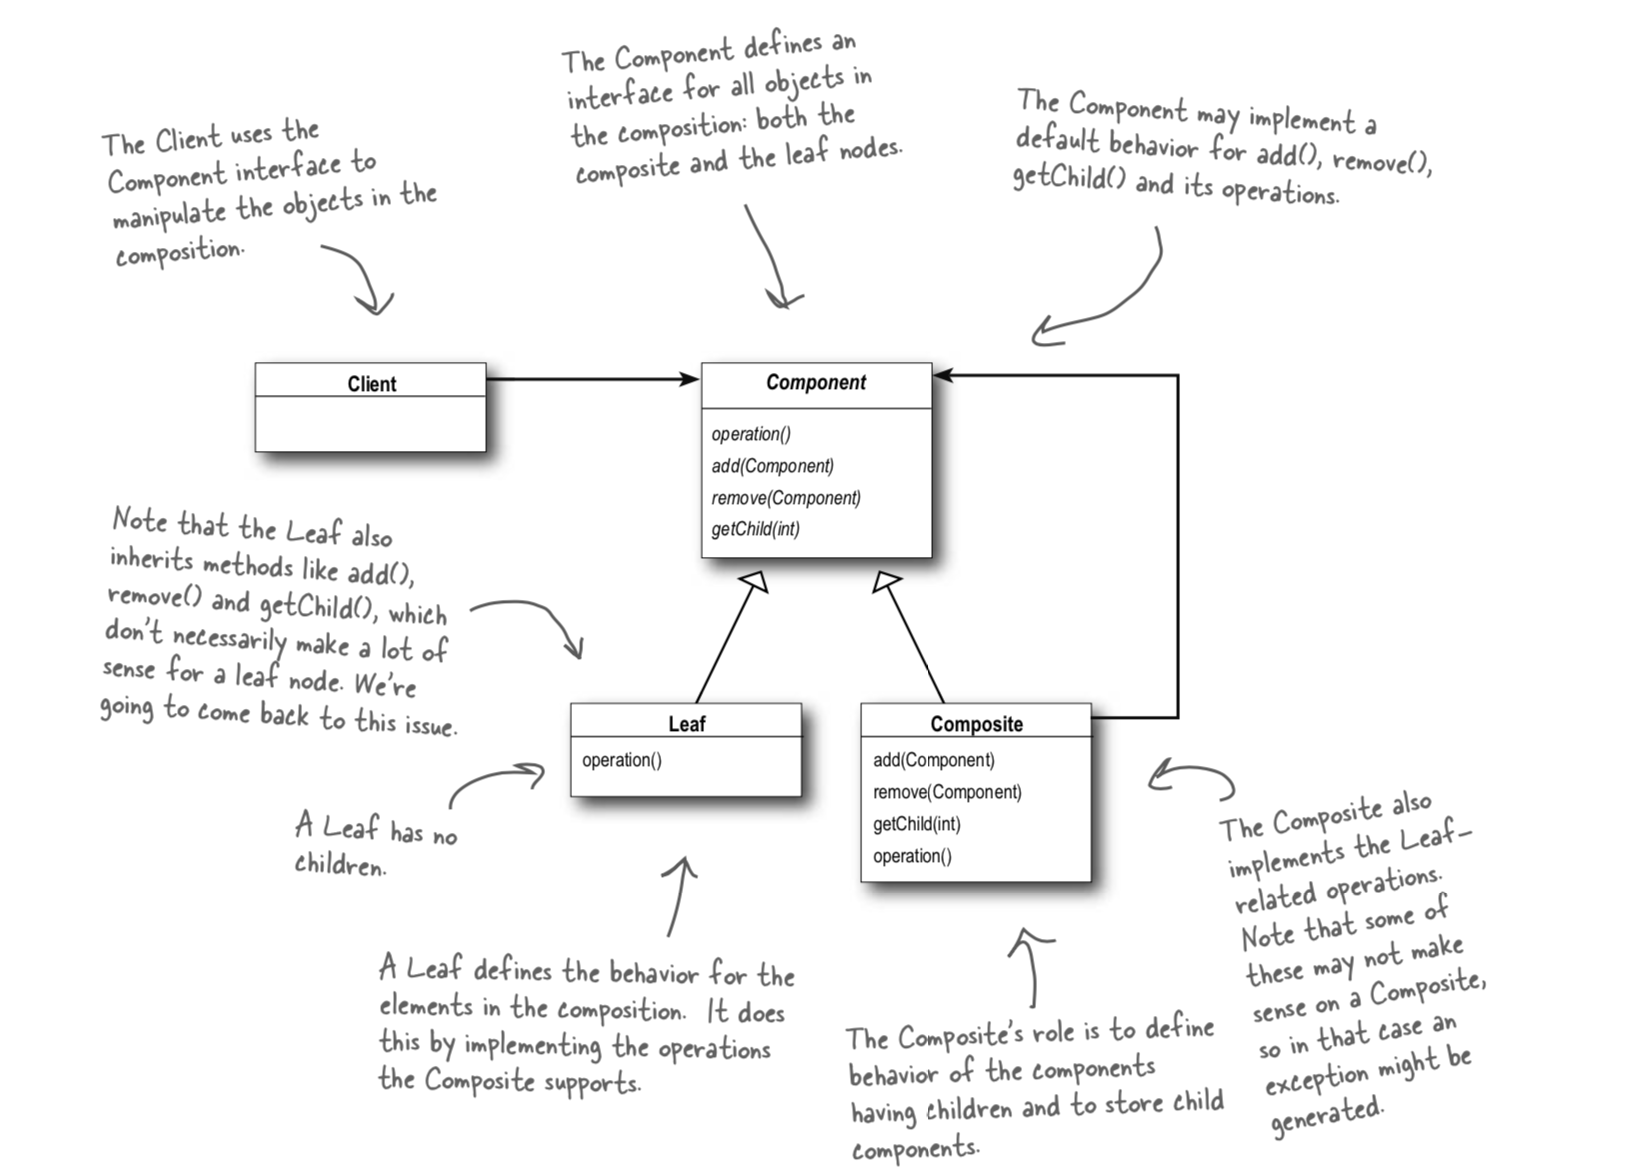 The Component defines an
interface for all objects in
the composition: both the
composite and the leaf nodes.
The Component may implement a
default behavior for add(), remove(),
getChild() and its operations.
The Client uses the
Component interface to
manipulate the objects in the
composition.
Client
Component
operation()
add(Component)
remove(Component)
getChild(int)
Note that the Leaf also
inherits methods like add(),
remove() and getChild(), which
don't necessarily make a lot of
sense for a leaf node. We're
going to come back to this issue.
Leaf
operation()
Composite
add(Component)
remove(Component)
getChild(int)
operation()
A Leaf has no
children.
The Composite also
implements the Leaf-
related operations.
Note that some of
these may not make
sense on a Composite,
so in that case an
exception might be
generated.
A Leaf defines the behavior for the
elements in the composition. It does
this by implementing the operations
the Composite supports.
The Composite's role is to define
behavior of the components
having children and to store child
components.